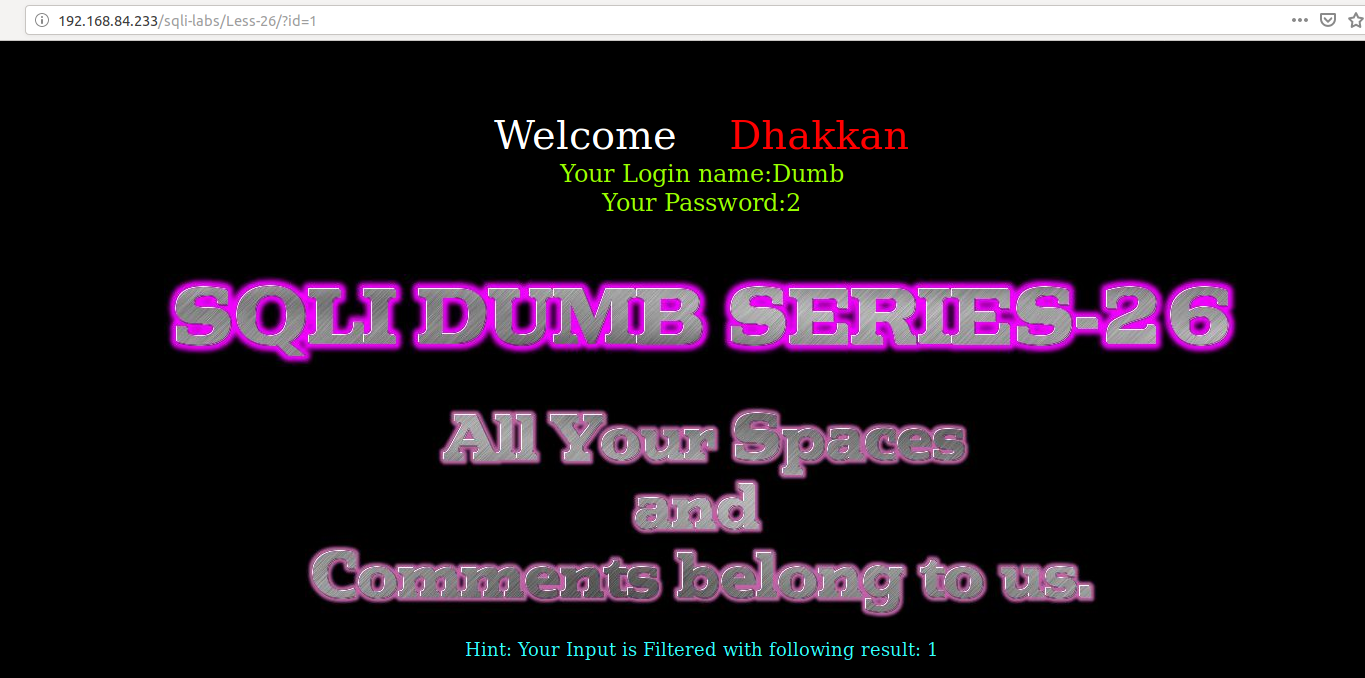 192.168.84.233/sqli-labs/Less-26/?id=1
Welcome Dhakkan
Your Login name:Dumb
Your Password:2
SQLI DUMB SERIES-26
All Your Spaces
and
Comments belong to us.
Hint: Your Input is Filtered with following result: 1